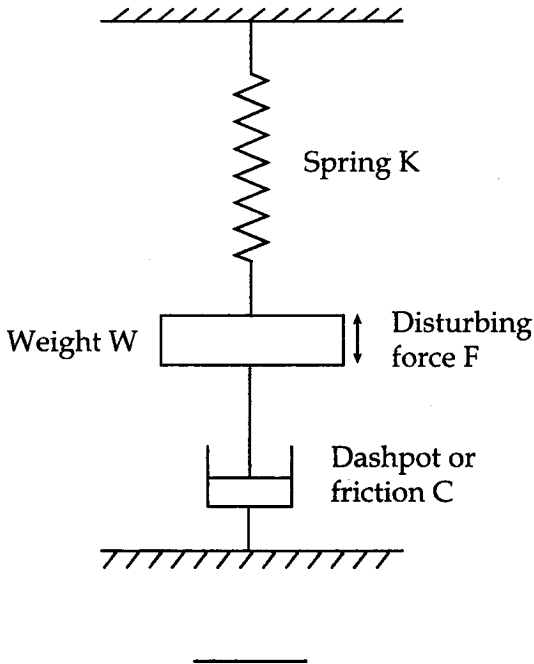 Spring K
Weight W
Disturbing
force F
Dashpot or
friction C